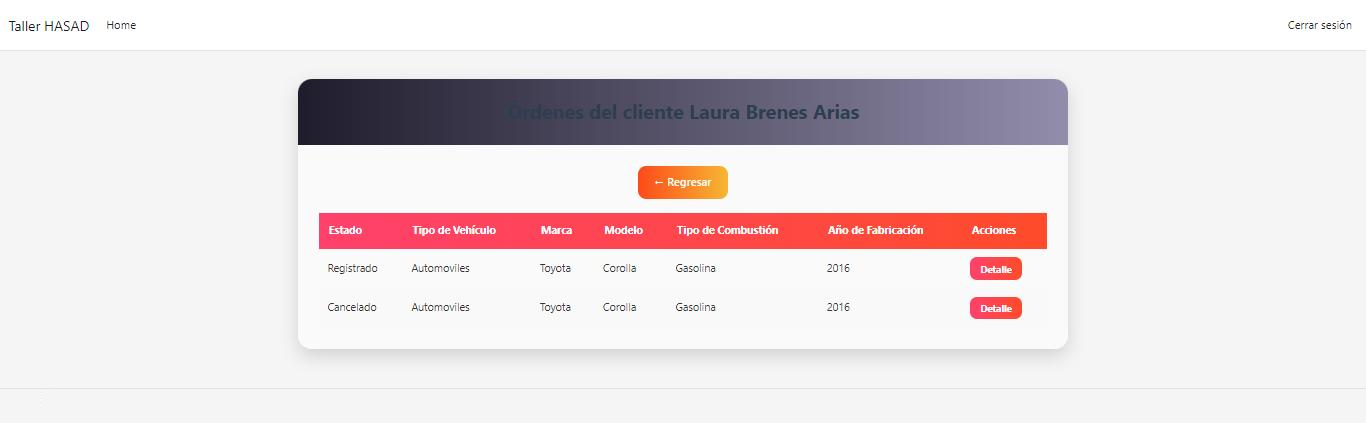 Taller HASAD Home Cerrar sesión
Ordenes del cliente Laura Brenes Arias
← Regresar
Estado Tipo de Vehículo Marca Modelo Tipo de Combustión Año de Fabricación Acciones
Registrado Automoviles Toyota Corolla Gasolina 2016 Detalle
Cancelado Automoviles Toyota Corolla Gasolina 2016 Detalle